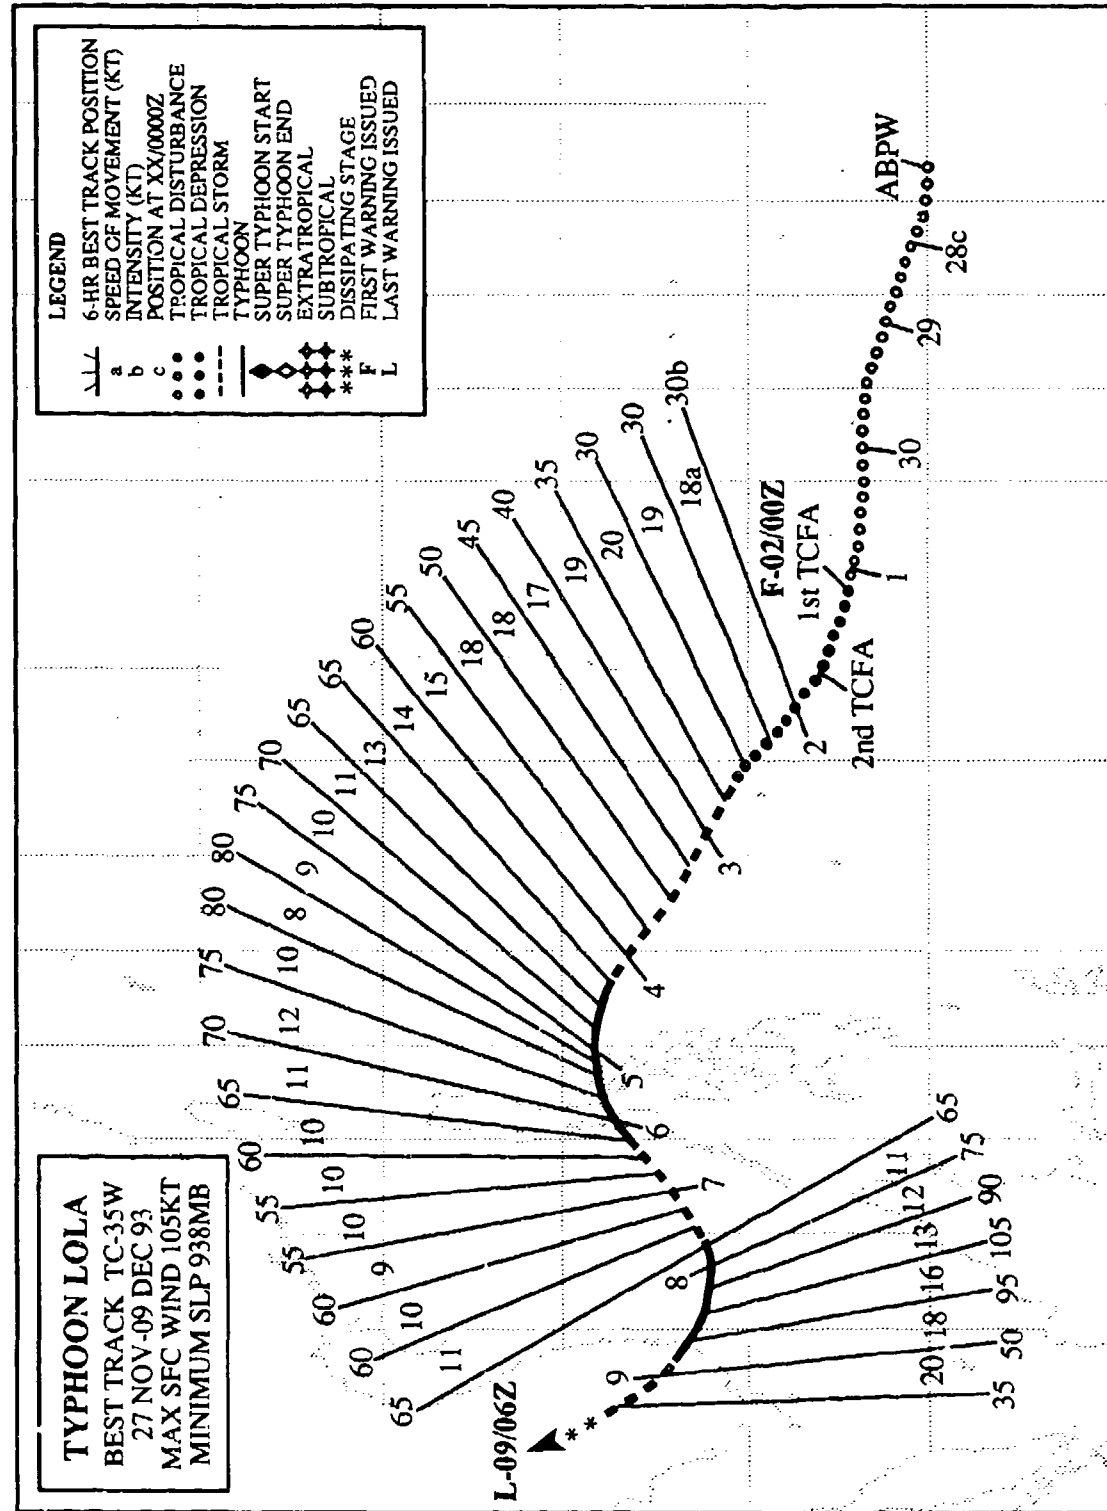 TYPHOON LOLA
BEST TRACK TC-35W
27 NOV-09 DEC 93
MAX SFC WIND 105KT
MINIMUM SLP 938MB
LEGEND
6-HR BEST TRACK POSITION
a SPEED OF MOVEMENT (KT)
b INTENSITY (KT)
c POSITION AT XX/0000Z
TROPICAL DISTURBANCE
TROPICAL DEPRESSION
TROPICAL STORM
TYPHOON
SUPER TYPHOON START
SUPER TYPHOON END
EXTRATROPICAL
SUBTROPICAL
*** DISSIPATING STAGE
F FIRST WARNING ISSUED
L LAST WARNING ISSUED
L-09/06Z
**
65
60
60
55
55
60
65
70
75
80
80
75
70
65
65
60
55
50
45
40
35
30
30
30b
11
10
9
10
10
10
11
12
10
8
9
10
11
13
14
15
18
18
17
19
20
19
18a
F-02/00Z
1st TCFA
2nd TCFA
ABPW
28c
29
30
1
2
3
4
5
6
7
8
9
20
18
16
13
12
11
35
50
95
105
90
75
65